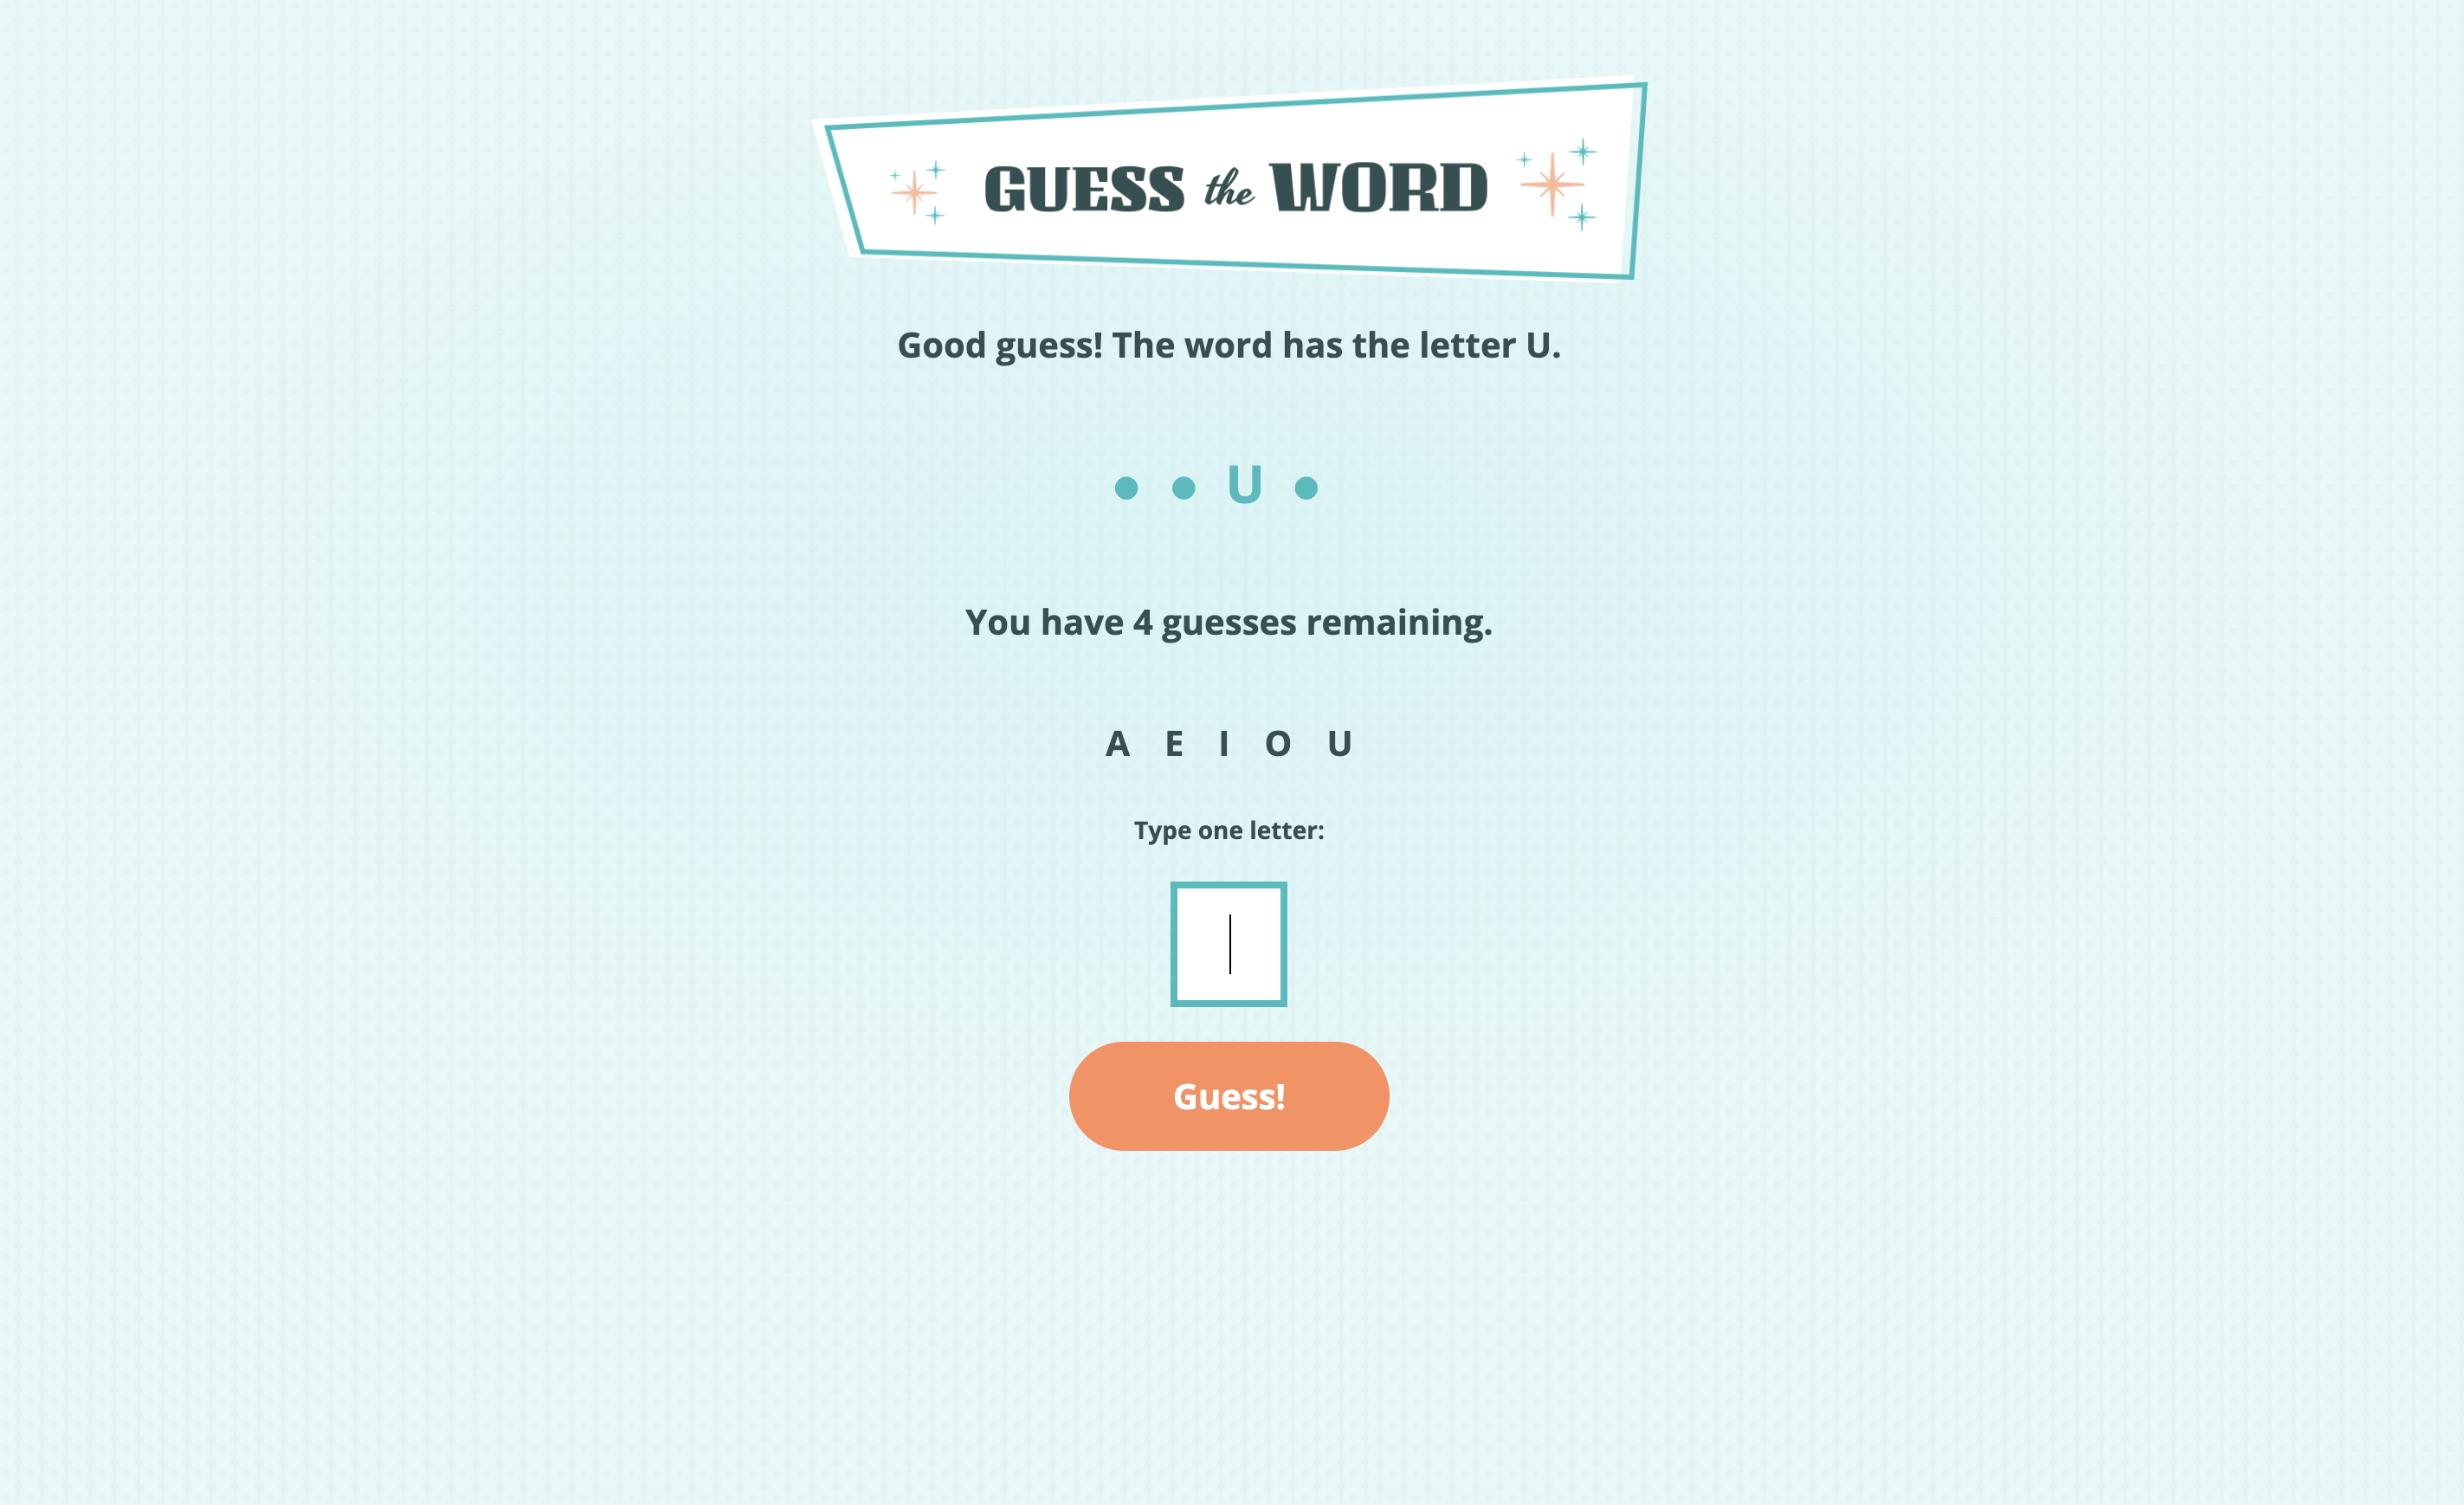 GUESS the WORD
Good guess! The word has the letter U.
● ● U ●
You have 4 guesses remaining.
A E I O U
Type one letter:
Guess!